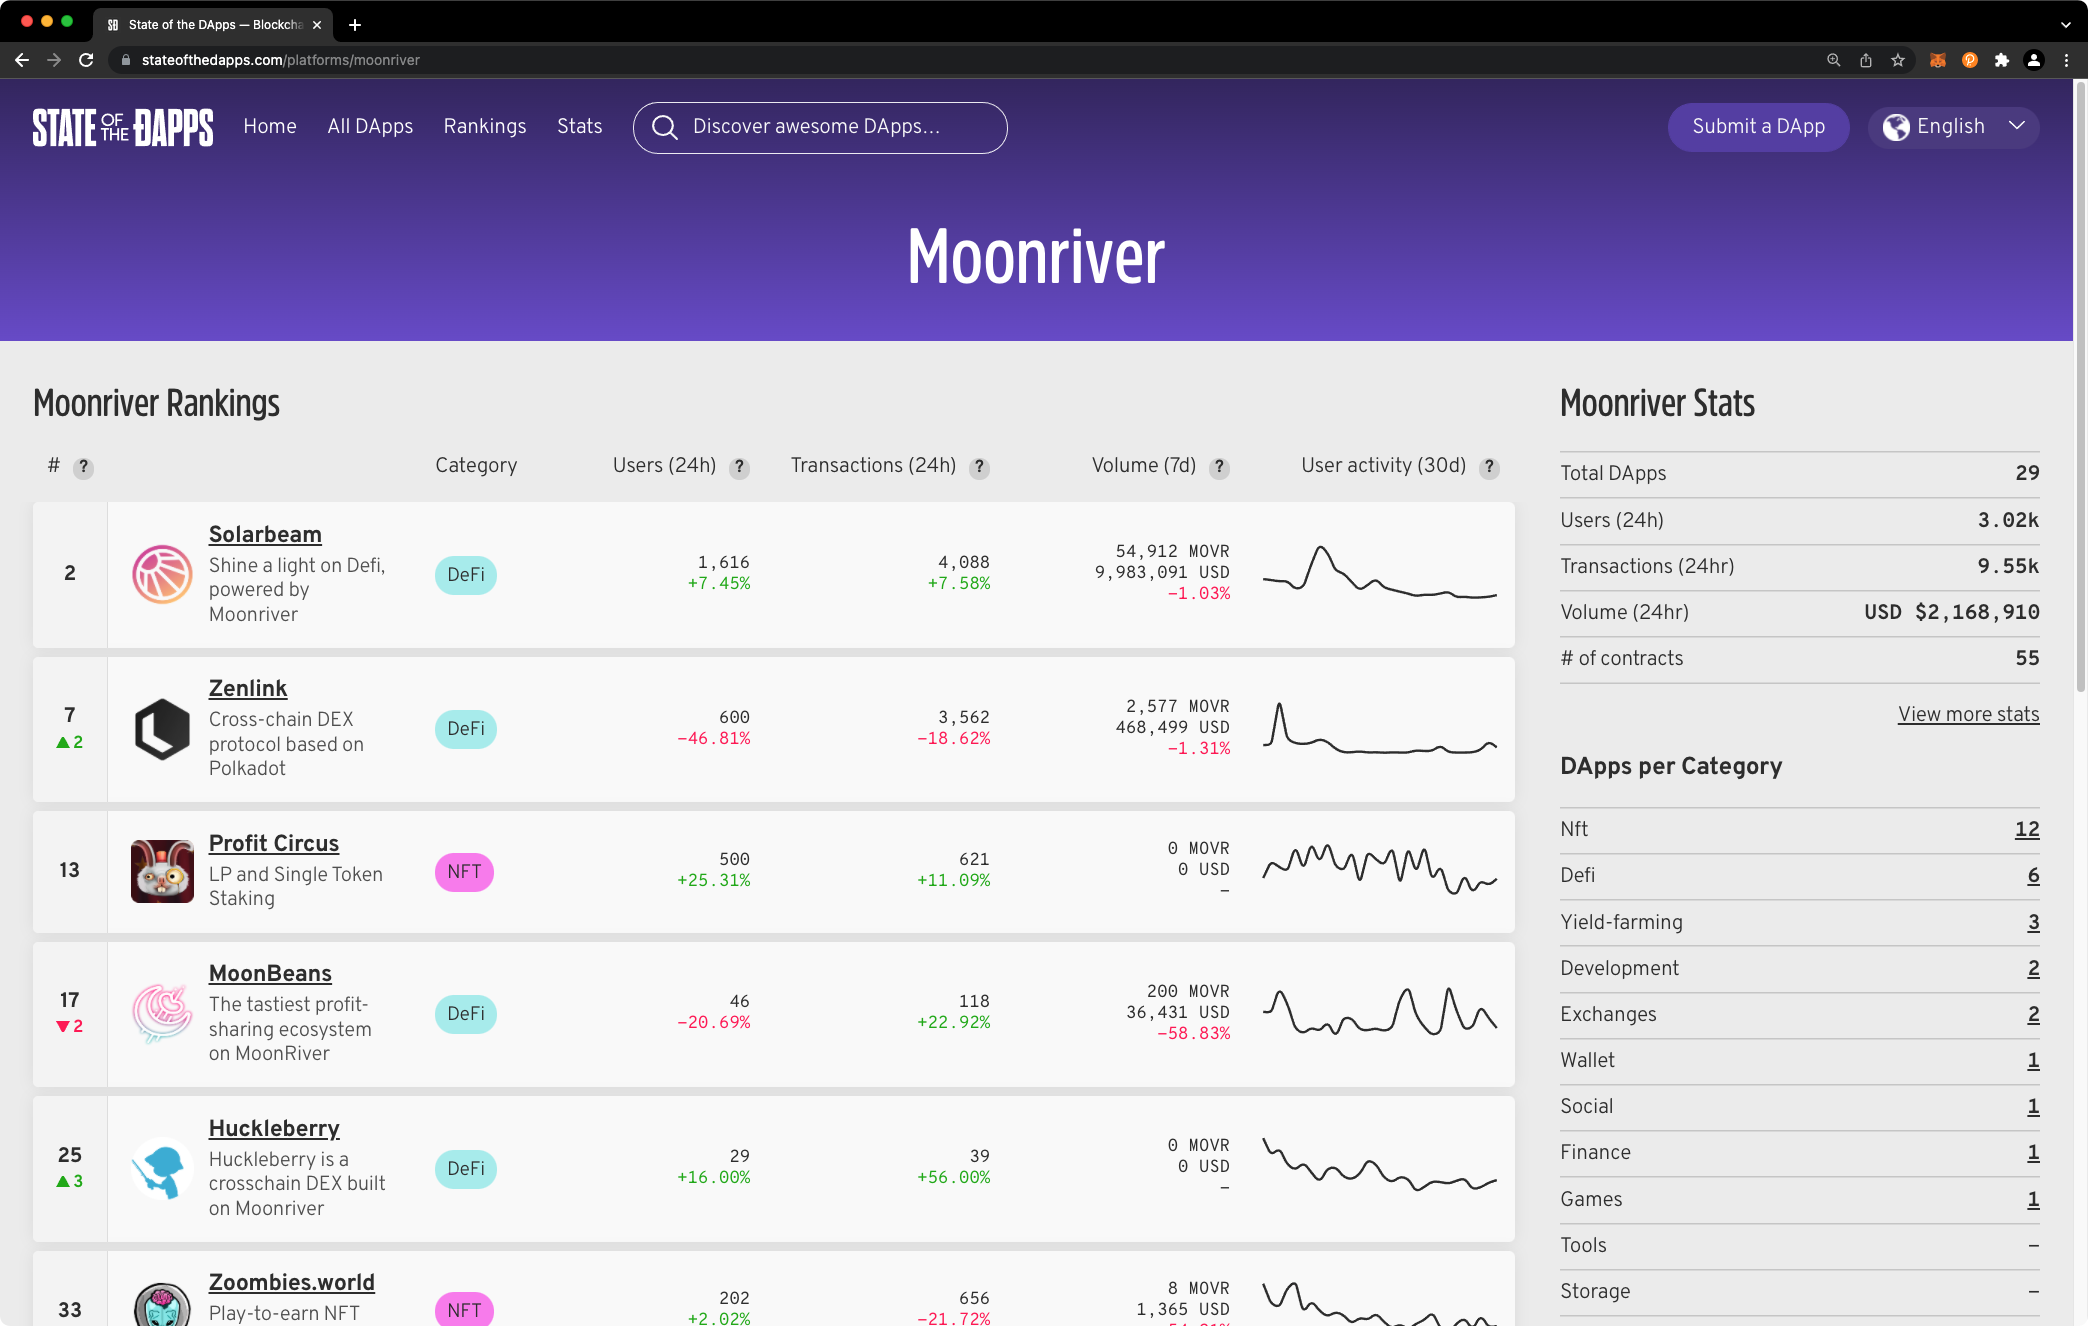 State of the DApps — Blockcha
stateofthedapps.com/platforms/moonriver
STATE OF THE ĐAPPS
Home
All DApps
Rankings
Stats
Discover awesome DApps...
Submit a DApp
English
Moonriver
Moonriver Rankings
# ?
Category
Users (24h) ?
Transactions (24h) ?
Volume (7d) ?
User activity (30d) ?
2
Solarbeam
Shine a light on Defi,
powered by
Moonriver
DeFi
1,616
+7.45%
4,088
+7.58%
54,912 MOVR
9,983,091 USD
-1.03%
7
▲2
Zenlink
Cross-chain DEX
protocol based on
Polkadot
DeFi
600
-46.81%
3,562
-18.62%
2,577 MOVR
468,499 USD
-1.31%
13
Profit Circus
LP and Single Token
Staking
NFT
500
+25.31%
621
+11.09%
0 MOVR
0 USD
–
17
▼2
MoonBeans
The tastiest profit-
sharing ecosystem
on MoonRiver
DeFi
46
-20.69%
118
+22.92%
200 MOVR
36,431 USD
-58.83%
25
▲3
Huckleberry
Huckleberry is a
crosschain DEX built
on Moonriver
DeFi
29
+16.00%
39
+56.00%
0 MOVR
0 USD
–
33
Zoombies.world
Play-to-earn NFT
NFT
202
+2.02%
656
-21.72%
8 MOVR
1,365 USD
Moonriver Stats
Total DApps 29
Users (24h) 3.02k
Transactions (24hr) 9.55k
Volume (24hr) USD $2,168,910
# of contracts 55
View more stats
DApps per Category
Nft 12
Defi 6
Yield-farming 3
Development 2
Exchanges 2
Wallet 1
Social 1
Finance 1
Games 1
Tools –
Storage –